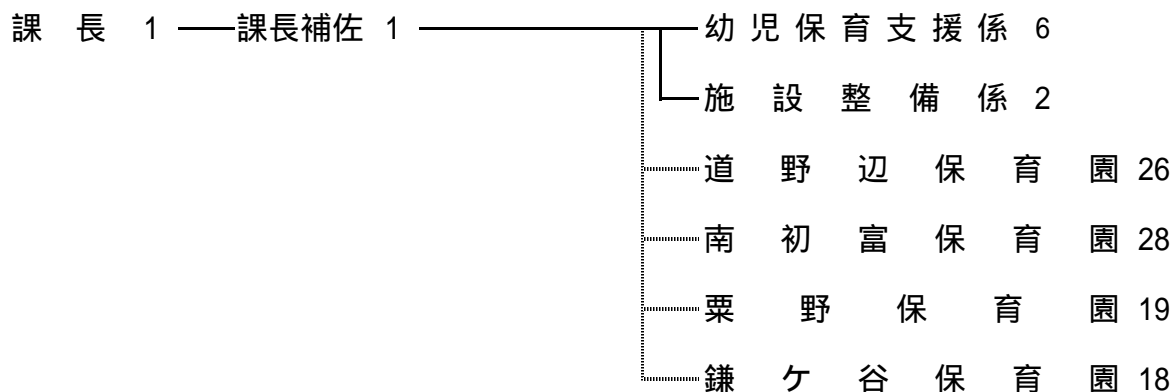 課長 1 課長補佐 1 幼児保育支援係 6
施設整備係 2
道野辺保育園 26
南初富保育園 28
粟野保育園 19
鎌ケ谷保育園 18